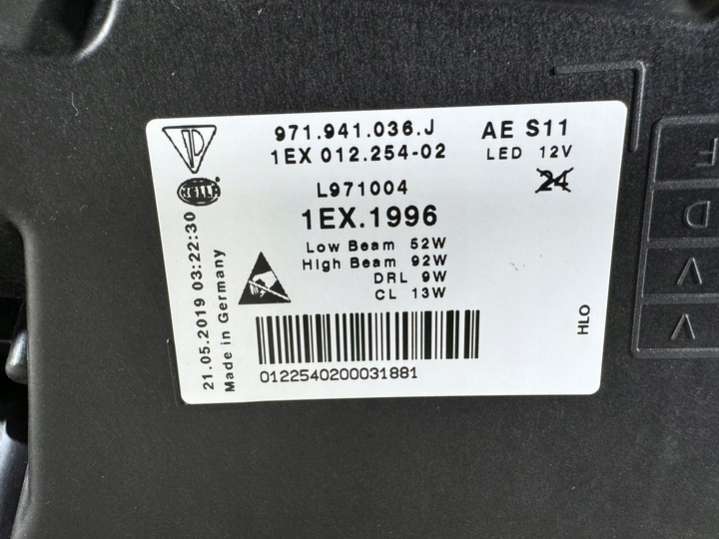 971.941.036.J
1EX 012.254-02
AE S11
LED 12V
24
HELLA
L971004
1EX.1996
Low Beam 52W
High Beam 92W
DRL 9W
CL 13W
21.05.2019 03:22:30
Made in Germany
0122540200031881
HLO
F
D
V
V